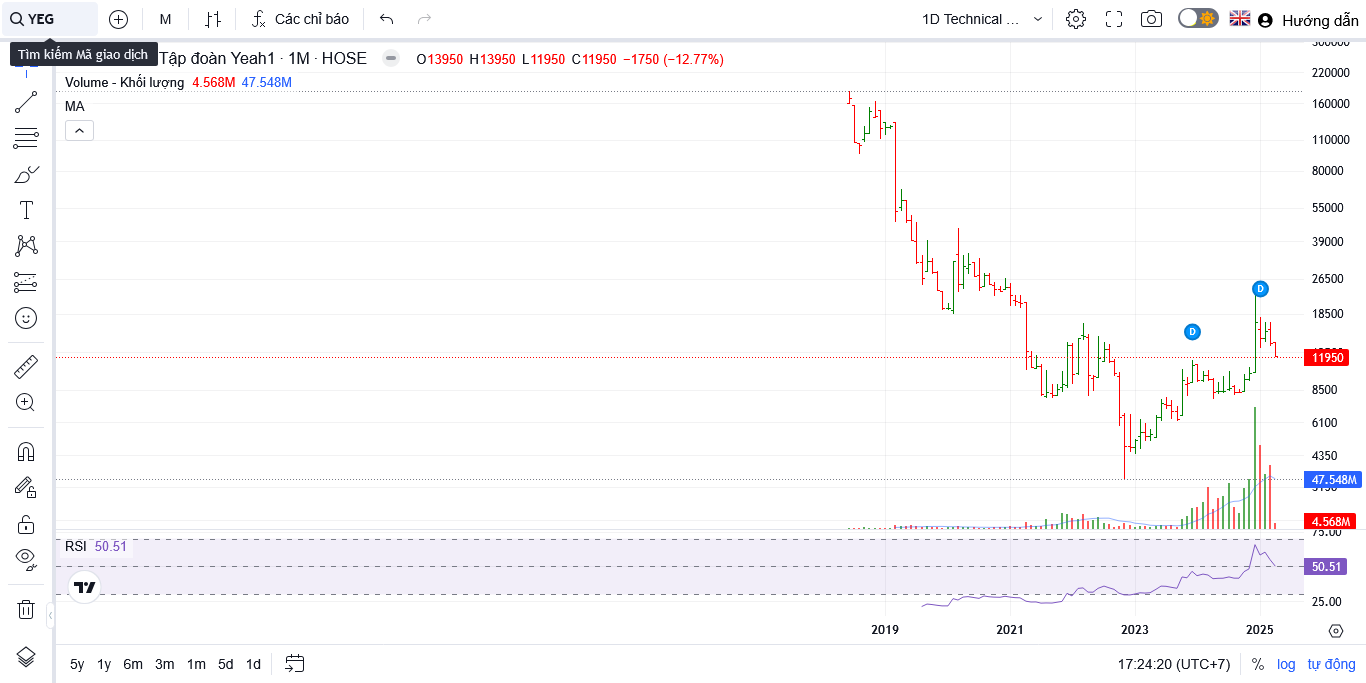 YEG
M
Các chỉ báo
1D Technical ...
Hướng dẫn
Tìm kiếm Mã giao dịch
Tập đoàn Yeah1 · 1M · HOSE
O13950 H13950 L11950 C11950 −1750 (−12.77%)
Volume - Khối lượng 4.568M 47.548M
MA
300000
220000
160000
110000
80000
55000
39000
26500
D
18500
D
11950
8500
6100
4350
47.548M
4.568M
75.00
RSI 50.51
50.51
25.00
2019 2021 2023 2025
5y 1y 6m 3m 1m 5d 1d
17:24:20 (UTC+7) % log tự động